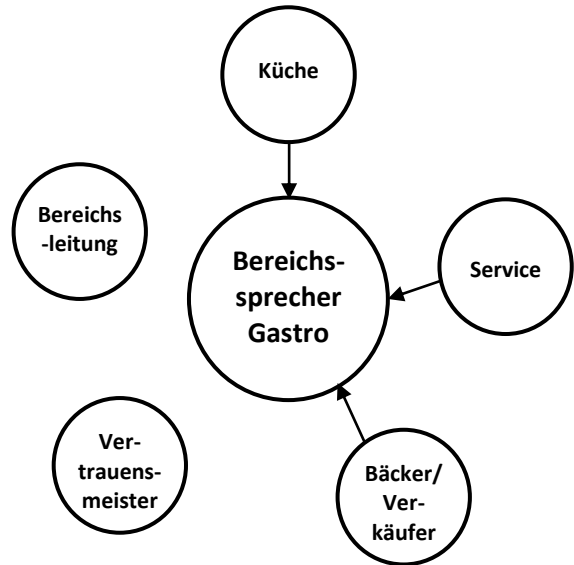 Küche
Bereichs
-leitung
Bereichs-
sprecher
Gastro
Service
Ver-
trauens-
meister
Bäcker/
Ver-
käufer